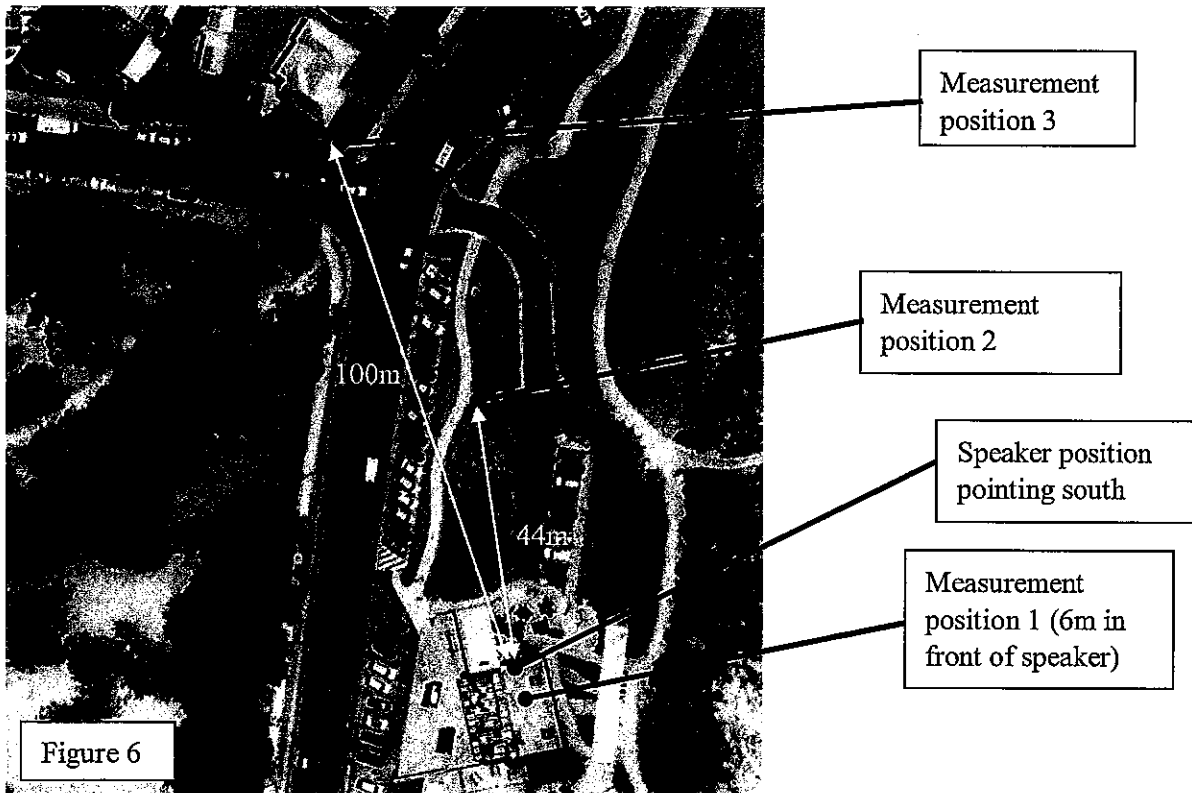 Measurement
position 3
Measurement
position 2
100m
Speaker position
pointing south
44m
Measurement
position 1 (6m in
front of speaker)
Figure 6